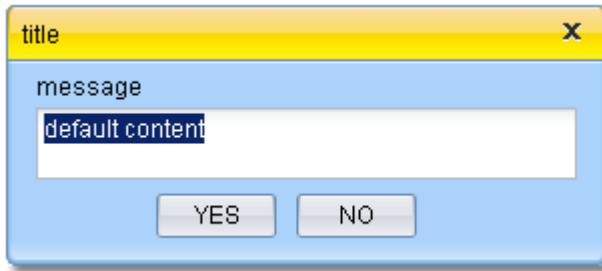 title x
message
default content
YES NO